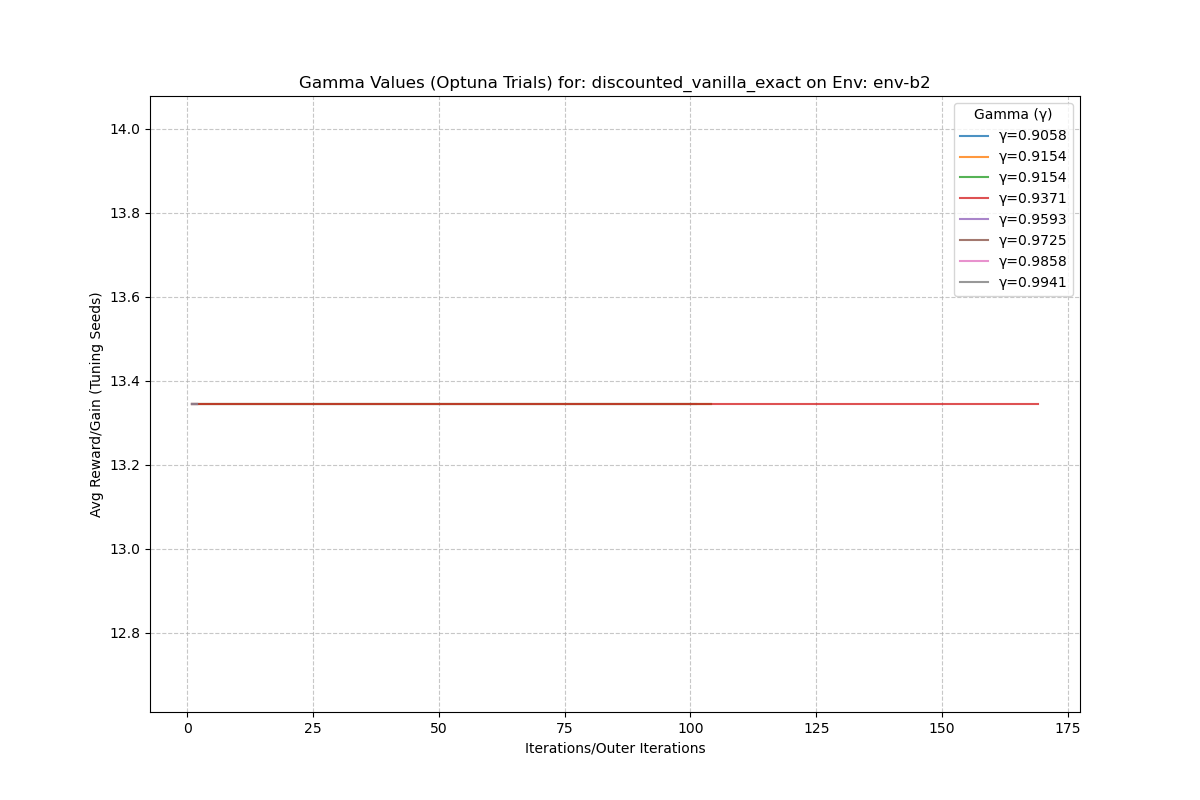 Gamma Values (Optuna Trials) for: discounted_vanilla_exact on Env: env-b2
Avg Reward/Gain (Tuning Seeds)
14.0
13.8
13.6
13.4
13.2
13.0
12.8
Gamma (γ)
γ=0.9058
γ=0.9154
γ=0.9154
γ=0.9371
γ=0.9593
γ=0.9725
γ=0.9858
γ=0.9941
0
25
50
75
100
125
150
175
Iterations/Outer Iterations